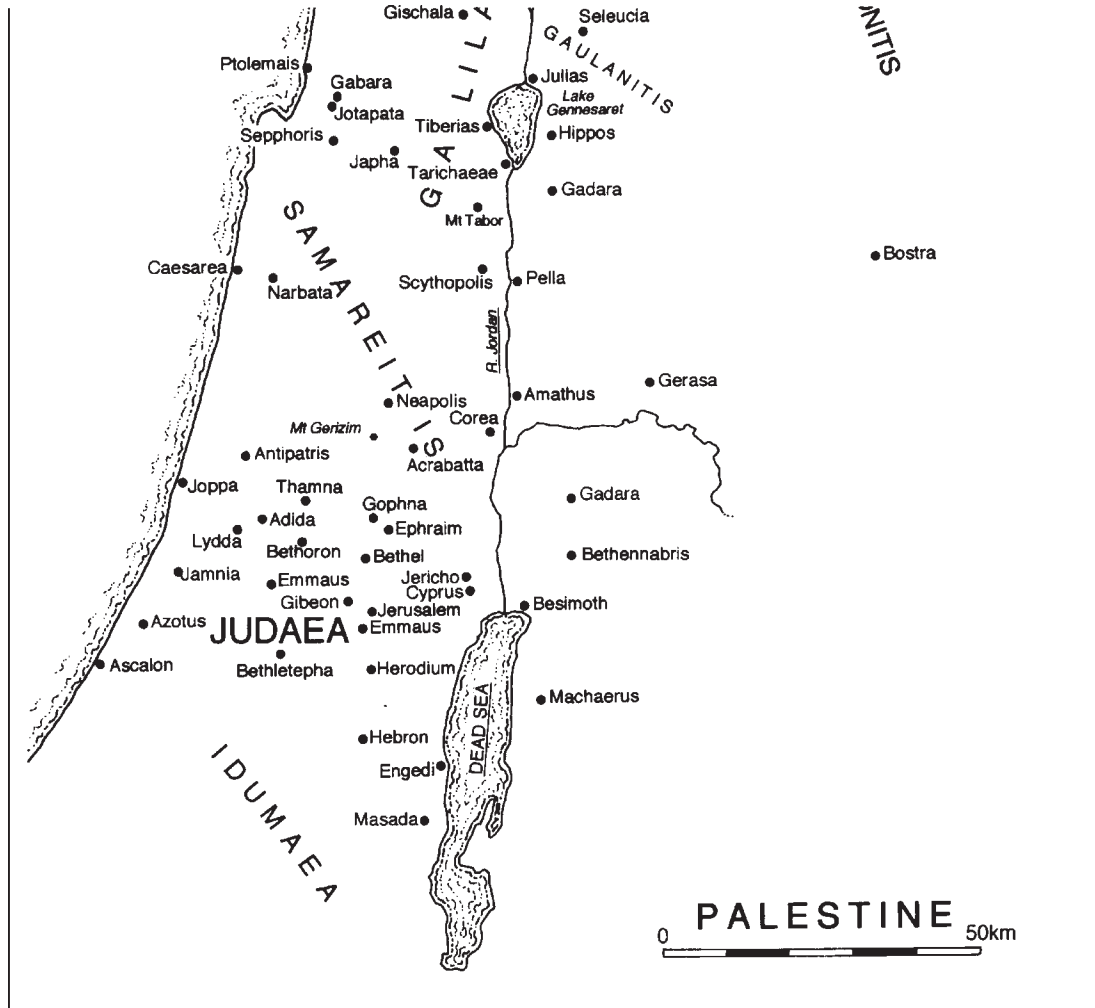 Gischala
Seleucia
GAULANITIS
NITIS
Ptolemais
Julias
Gabara
Lake
Gennesaret
Jotapata
GALILA
Tiberias
Hippos
Sepphoris
Japha
Tarichaeae
Gadara
Mt Tabor
SAMAREITIS
Bostra
Caesarea
Narbata
Scythopolis
Pella
R. Jordan
Gerasa
Amathus
Neapolis
Corea
Mt Gerizim
Antipatris
Acrabatta
Joppa
Thamna
Gadara
Gophna
Adida
Ephraim
Lydda
Bethoron
Bethel
Bethennabris
Jamnia
Emmaus
Jericho
Cyprus
Gibeon
Jerusalem
Besimoth
Azotus
JUDAEA
Emmaus
Ascalon
Bethletepha
Herodium
Machaerus
DEAD SEA
Hebron
Engedi
IDUMAEA
Masada
PALESTINE
0 50km